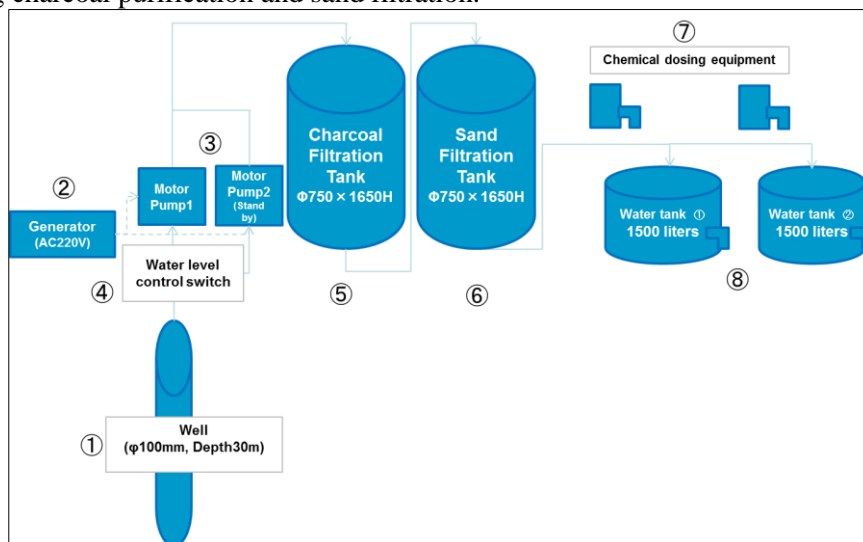 g charcoal purification and sand filtration.
⑦
Chemical dosing equipment
③
Charcoal
Filtration
Tank
Φ750×1650H
Sand
Filtration
Tank
Φ750×1650H
②
Motor
Pump1
Motor
Pump2
(Stand
by)
Generator
(AC220V)
Water tank ①
1500 liters
Water tank ②
1500 liters
④
Water level
control switch
⑤
⑥
⑧
①
Well
(φ100mm, Depth30m)